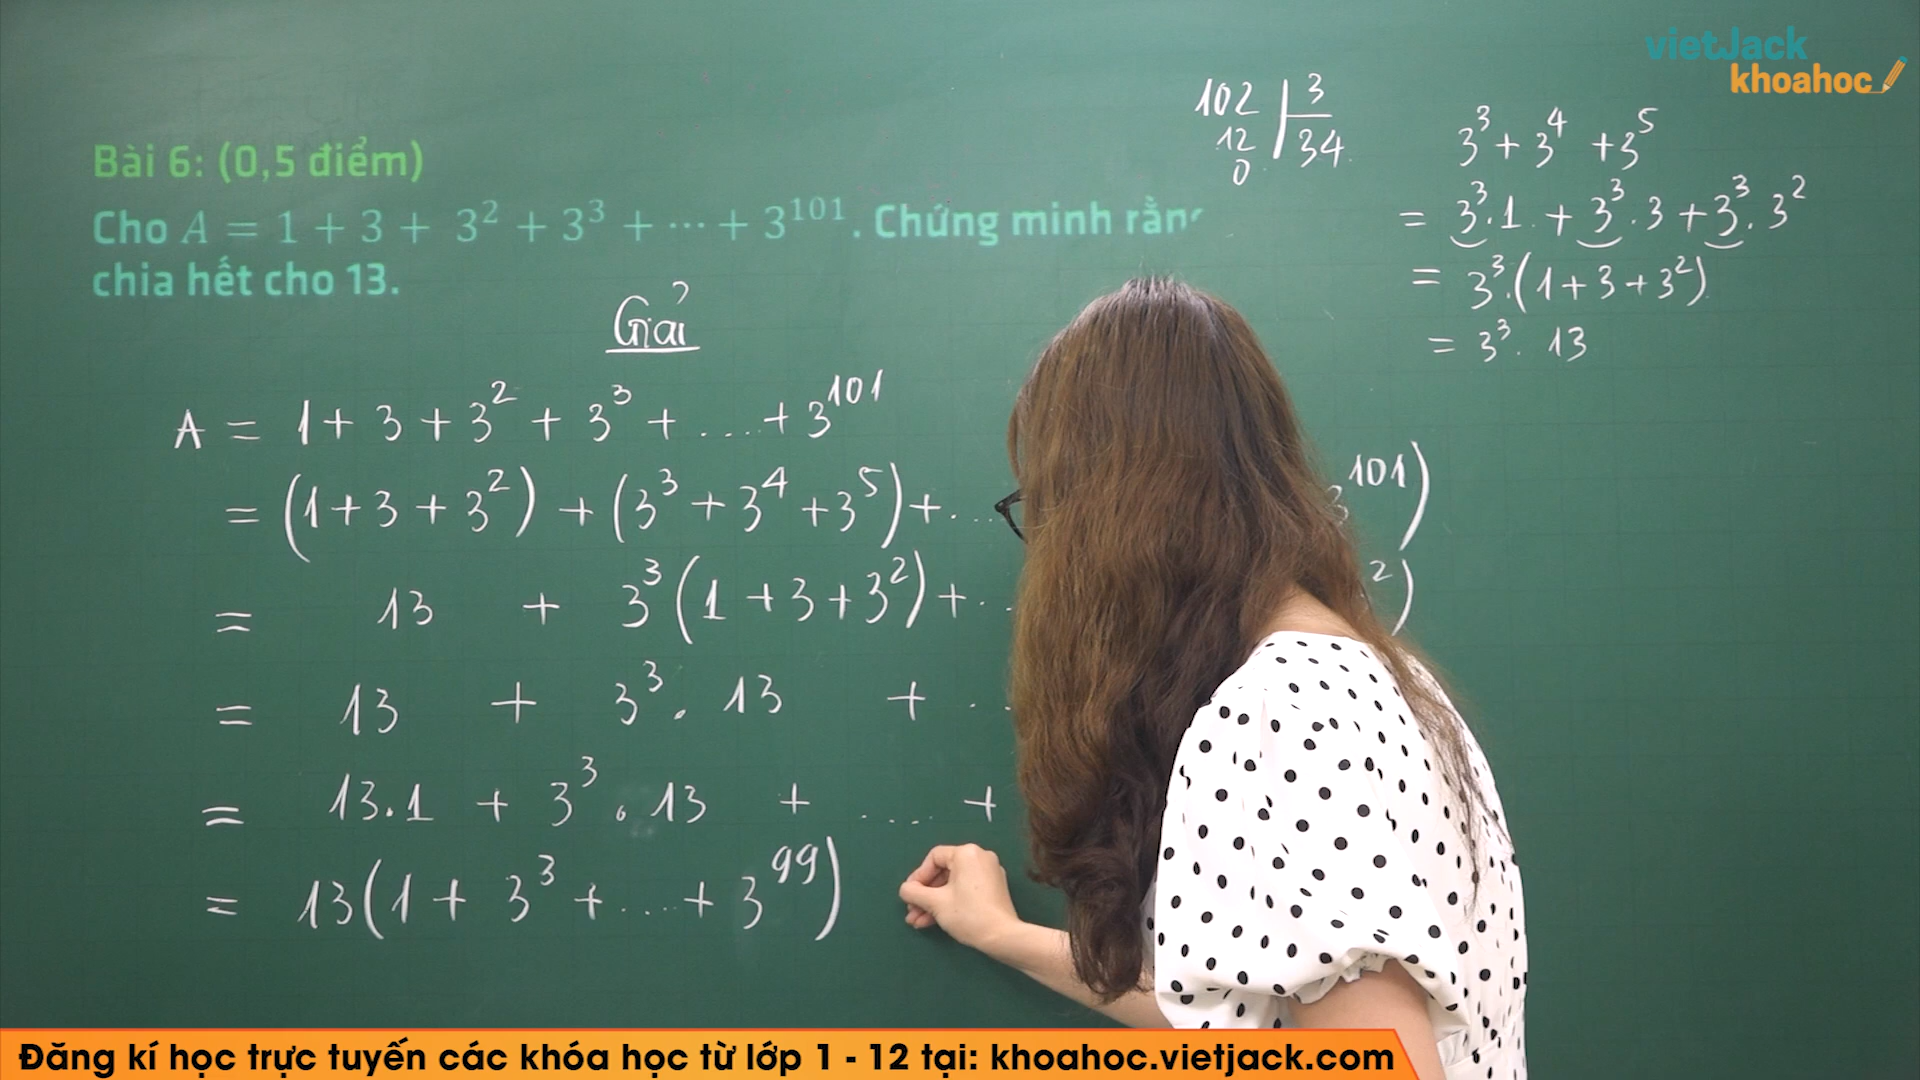 vietJack
khoahoc
Bài 6: (0,5 điểm)
Cho A = 1 + 3 + 3² + 3³ + ⋯ + 3¹⁰¹. Chứng minh
chia hết cho 13.
Giải
A = 1 + 3 + 3² + 3³ + .... + 3¹⁰¹
= (1 + 3 + 3²) + (3³ + 3⁴ + 3⁵) + ... ¹⁰¹)
= 13 + 3³(1 + 3 + 3²) + .. ²)
= 13 + 3³ . 13 + ..
= 13.1 + 3³ . 13 + .... +
= 13(1 + 3³ + .... + 3⁹⁹)
102 | 3
12 | 34
0
3³ + 3⁴ + 3⁵
= 3³.1 + 3³.3 + 3³.3²
= 3³.(1 + 3 + 3²)
= 3³. 13
Đăng kí học trực tuyến các khóa học từ lớp 1 - 12 tại: khoahoc.vietjack.com